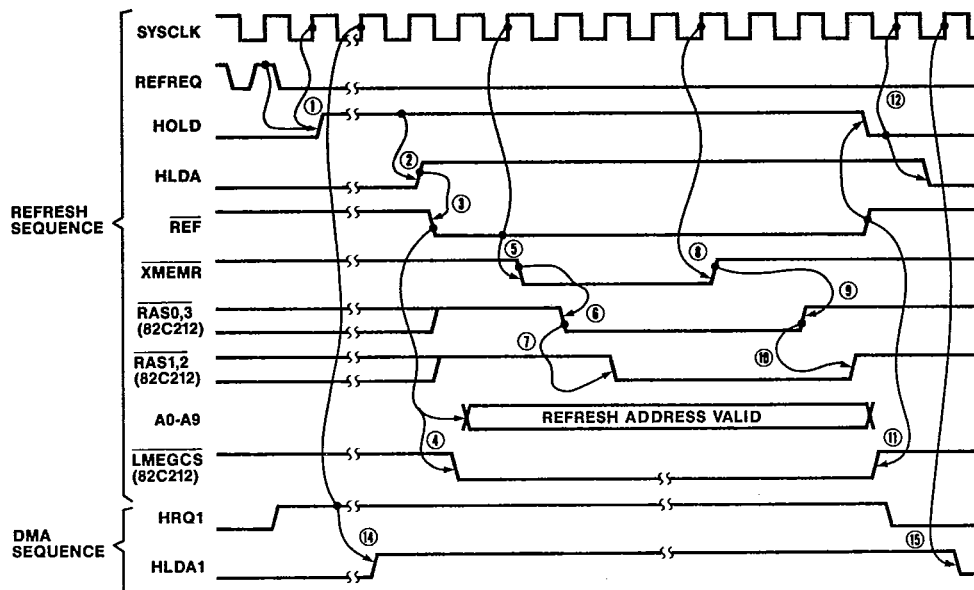 SYSCLK
REFREQ
①
⑫
HOLD
②
HLDA
③
REFRESH
SEQUENCE
REF
⑤
⑧
XMEMR
⑨
RAS0,3
(82C212)
⑥
⑦
⑩
RAS1,2
(82C212)
A0-A9
REFRESH ADDRESS VALID
④
⑪
LMEGCS
(82C212)
HRQ1
DMA
SEQUENCE
⑭
⑮
HLDA1